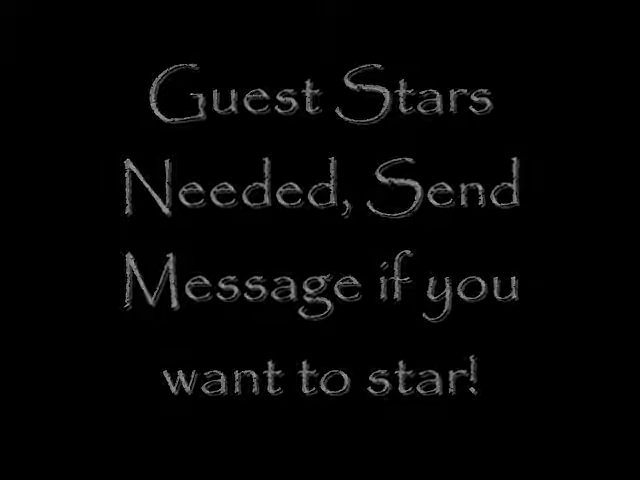 Guest Stars
Needed, Send
Message if you
want to star!